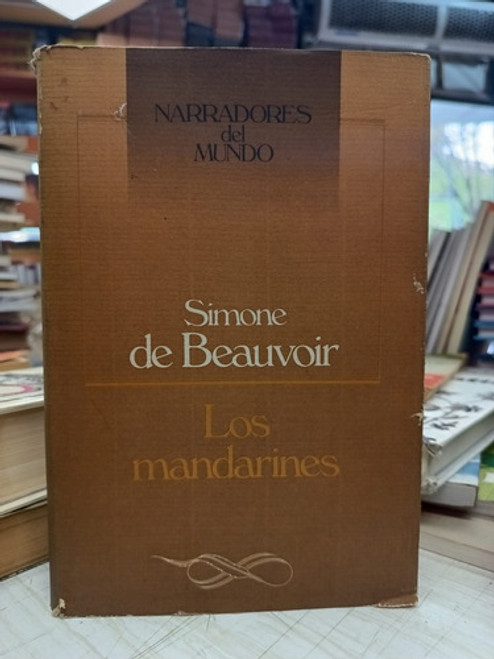 NARRADORES
del
MUNDO
Simone
de Beauvoir
Los
mandarines